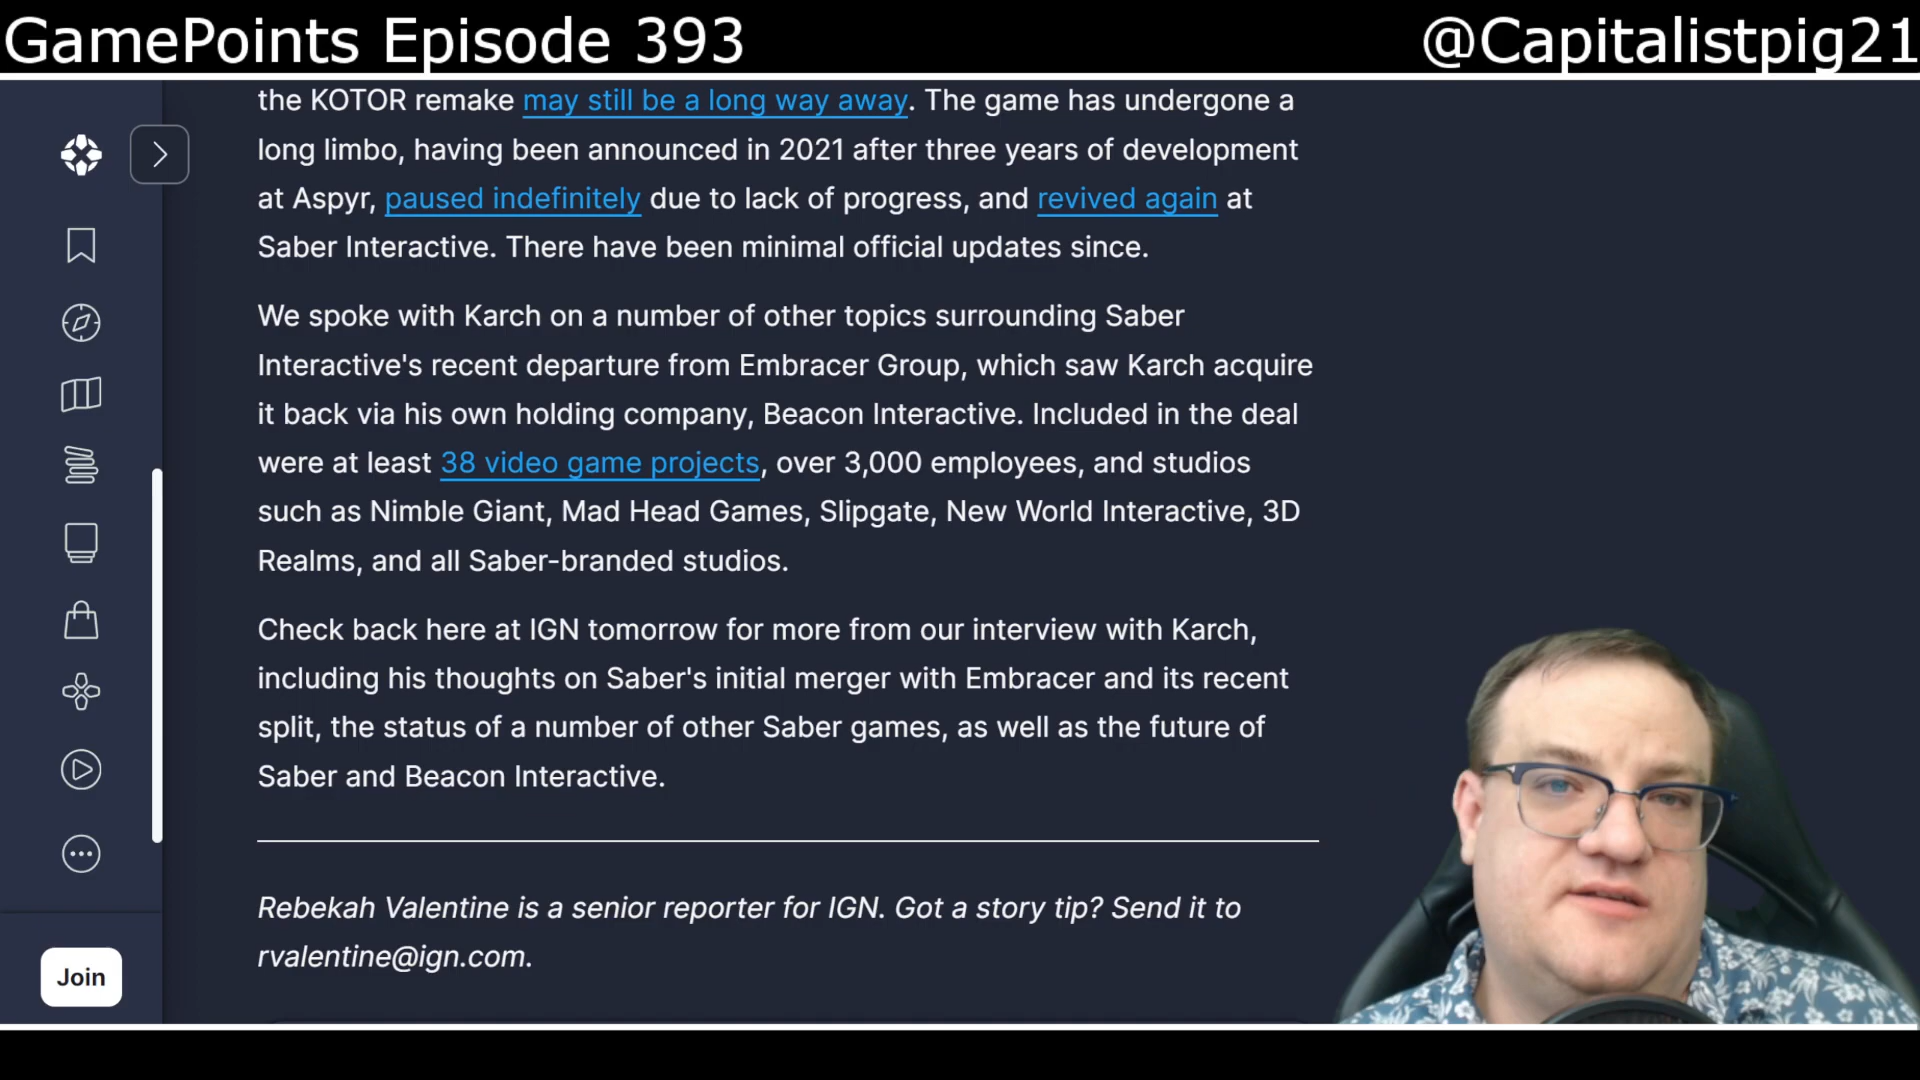 GamePoints Episode 393
@Capitalistpig21
the KOTOR remake may still be a long way away. The game has undergone a
long limbo, having been announced in 2021 after three years of development
at Aspyr, paused indefinitely due to lack of progress, and revived again at
Saber Interactive. There have been minimal official updates since.
We spoke with Karch on a number of other topics surrounding Saber
Interactive's recent departure from Embracer Group, which saw Karch acquire
it back via his own holding company, Beacon Interactive. Included in the deal
were at least 38 video game projects, over 3,000 employees, and studios
such as Nimble Giant, Mad Head Games, Slipgate, New World Interactive, 3D
Realms, and all Saber-branded studios.
Check back here at IGN tomorrow for more from our interview with Karch,
including his thoughts on Saber's initial merger with Embracer and its recent
split, the status of a number of other Saber games, as well as the future of
Saber and Beacon Interactive.
Rebekah Valentine is a senior reporter for IGN. Got a story tip? Send it to
rvalentine@ign.com.
Join